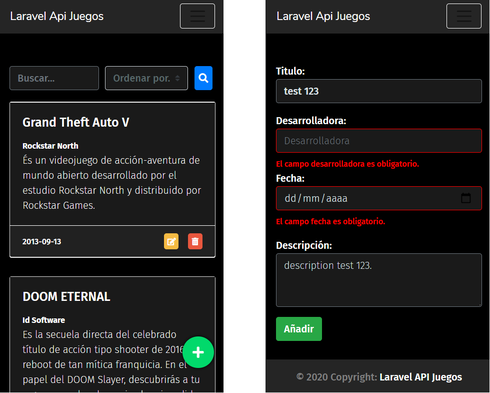 Laravel Api Juegos
Buscar...
Ordenar por.
Grand Theft Auto V
Rockstar North
És un videojuego de acción-aventura de
mundo abierto desarrollado por el
estudio Rockstar North y distribuido por
Rockstar Games.
2013-09-13
DOOM ETERNAL
Id Software
Es la secuela directa del celebrado
título de acción tipo shooter de 2016
reboot de tan mítica franquicia. En el
papel del DOOM Slayer, descubrirás a tu
Laravel Api Juegos
Titulo:
test 123
Desarrolladora:
Desarrolladora
El campo desarrolladora es obligatorio.
Fecha:
dd/mm/aaaa
El campo fecha es obligatorio.
Descripción:
description test 123.
Añadir
© 2020 Copyright: Laravel API Juegos